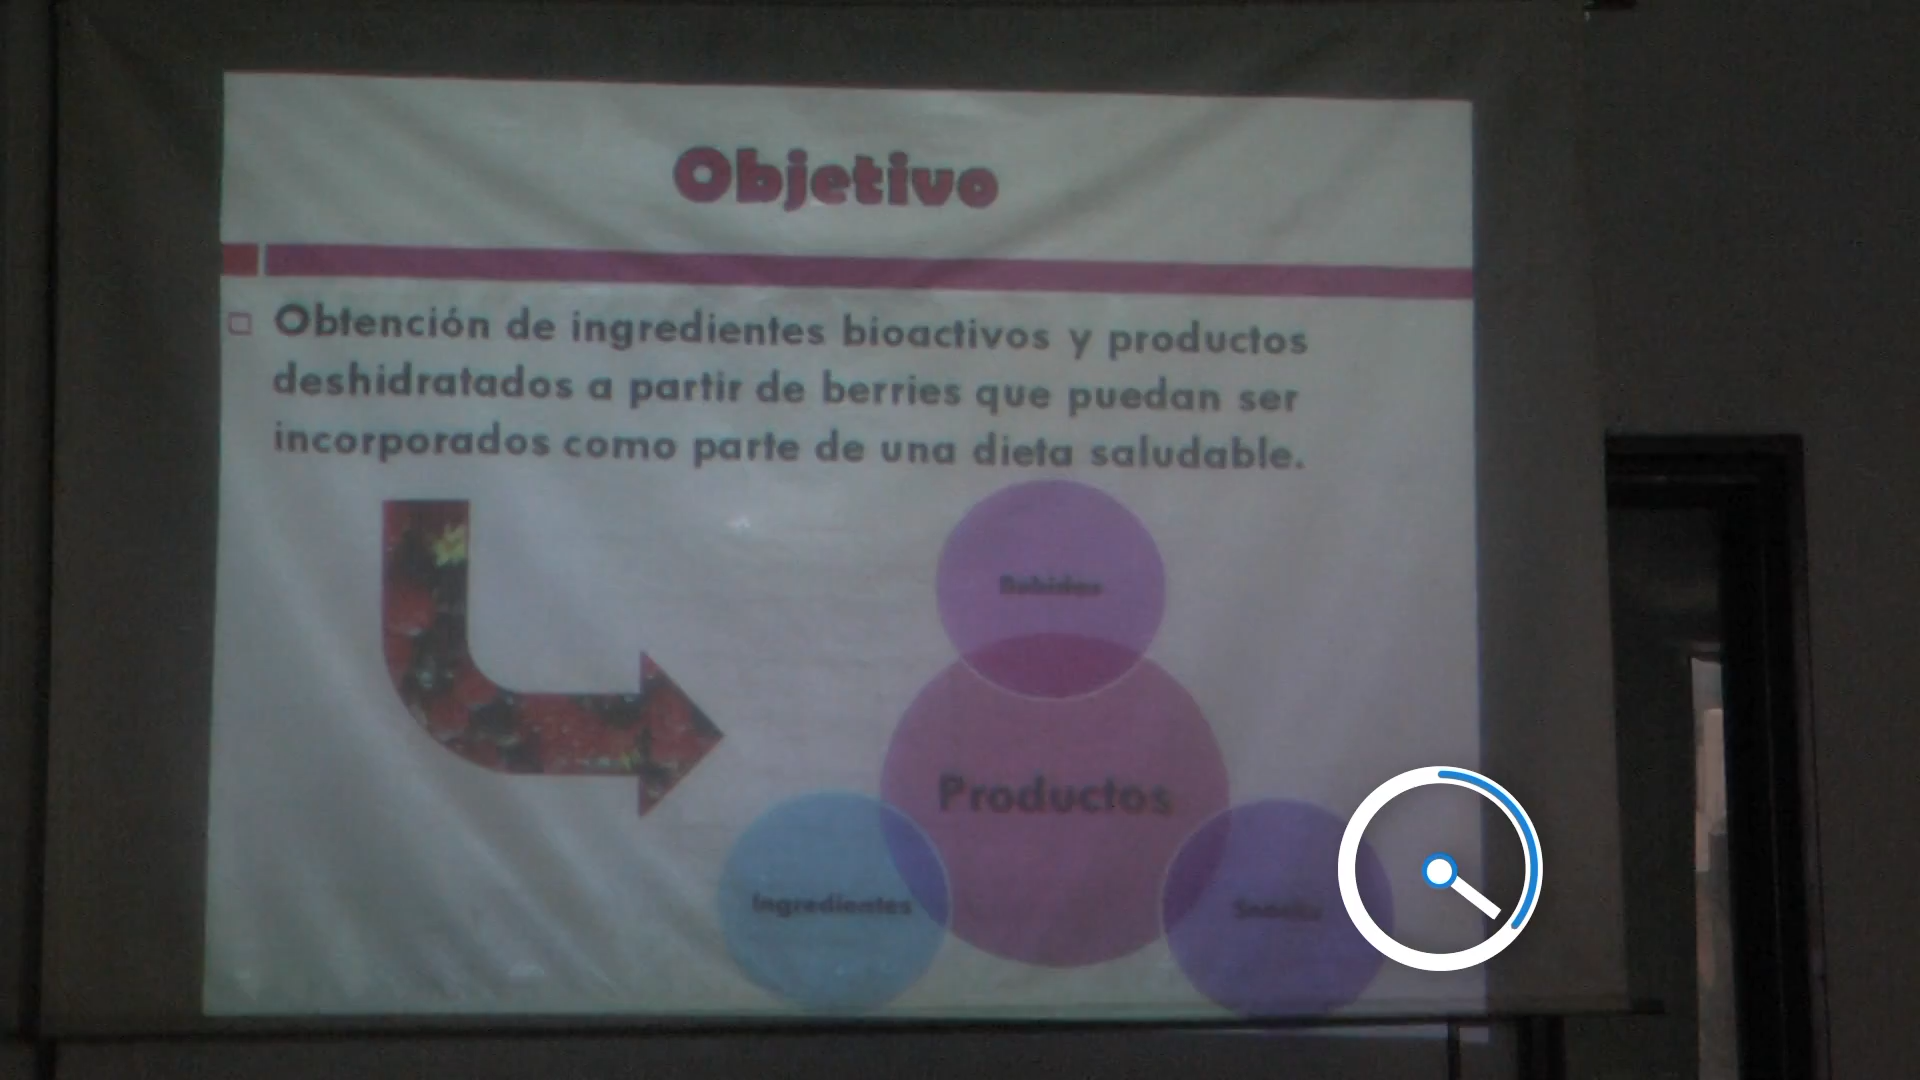 Objetivo
Obtención de ingredientes bioactivos y productos
deshidratados a partir de berries que puedan ser
incorporados como parte de una dieta saludable.
Bebidas
Productos
Ingredientes
Snacks